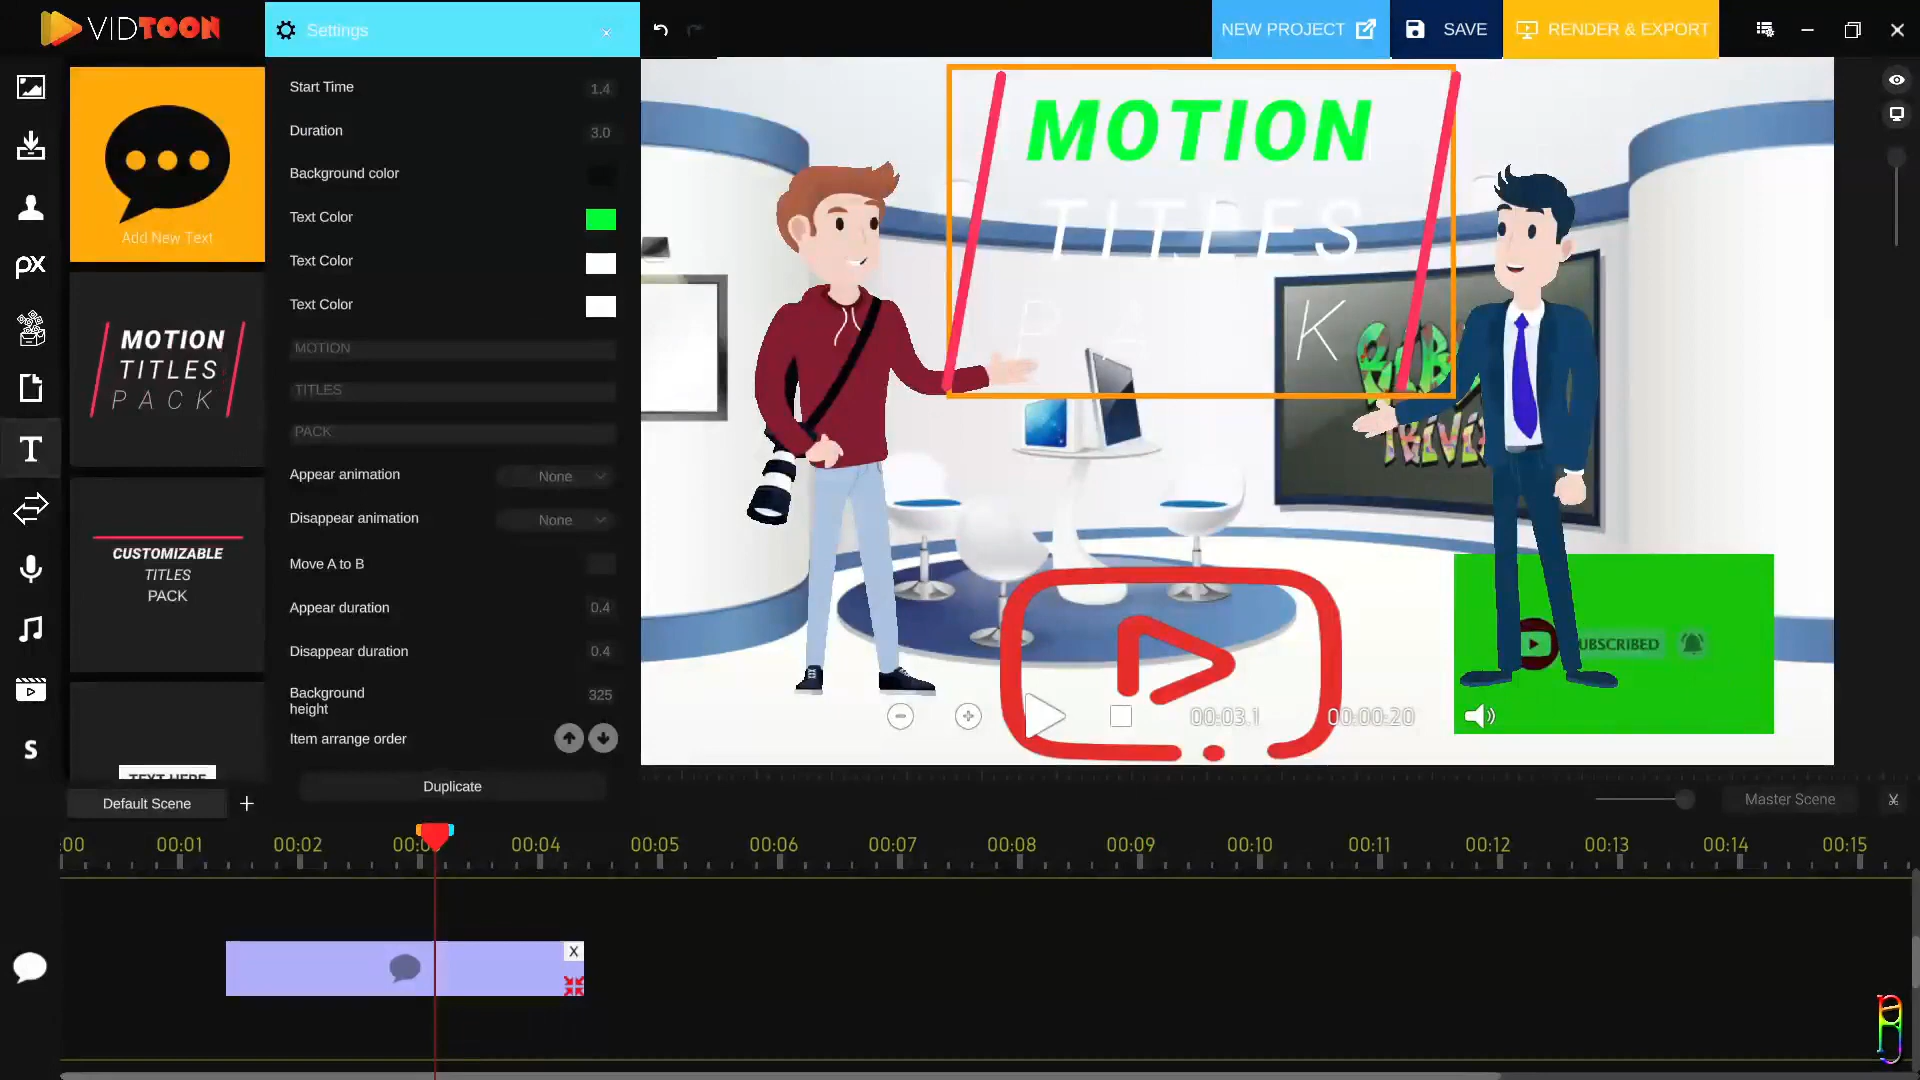 VIDTOON
Settings
×
NEW PROJECT
SAVE
RENDER & EXPORT
Add New Text
MOTION
TITLES
PACK
CUSTOMIZABLE
TITLES
PACK
TEXT HERE
px
T
S
Start Time
1.4
Duration
3.0
Background color
Text Color
Text Color
Text Color
MOTION
TITLES
PACK
Appear animation
None
Disappear animation
None
Move A to B
Appear duration
0.4
Disappear duration
0.4
Background
height
325
Item arrange order
Duplicate
MOTION
TITLES
P A K
UBSCRIBED
00:03.1
00:00:20
Default Scene
+
Master Scene
:00
00:01
00:02
00:04
00:05
00:06
00:07
00:08
00:09
00:10
00:11
00:12
00:13
00:14
00:15
X